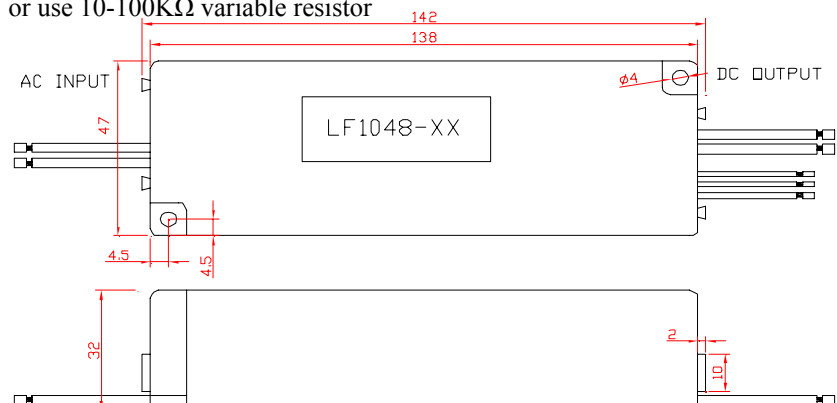 or use 10-100KΩ variable resistor
142
138
AC INPUT
ø4
DC OUTPUT
47
LF1048-XX
4.5
4.5
32
2
10